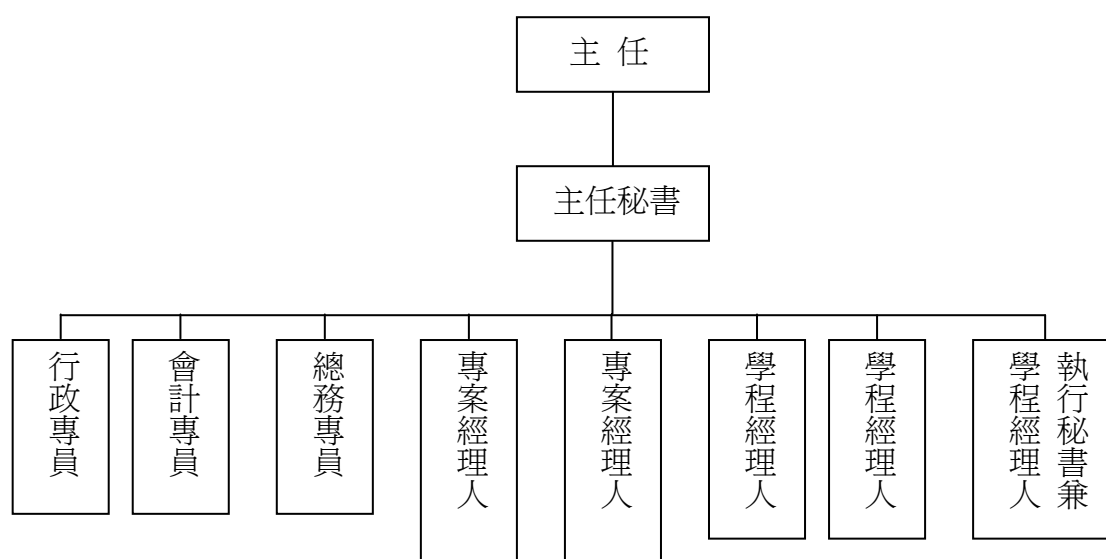 主 任
主任秘書
行政專員
會計專員
總務專員
專案經理人
專案經理人
學程經理人
學程經理人
執行秘書兼
學程經理人